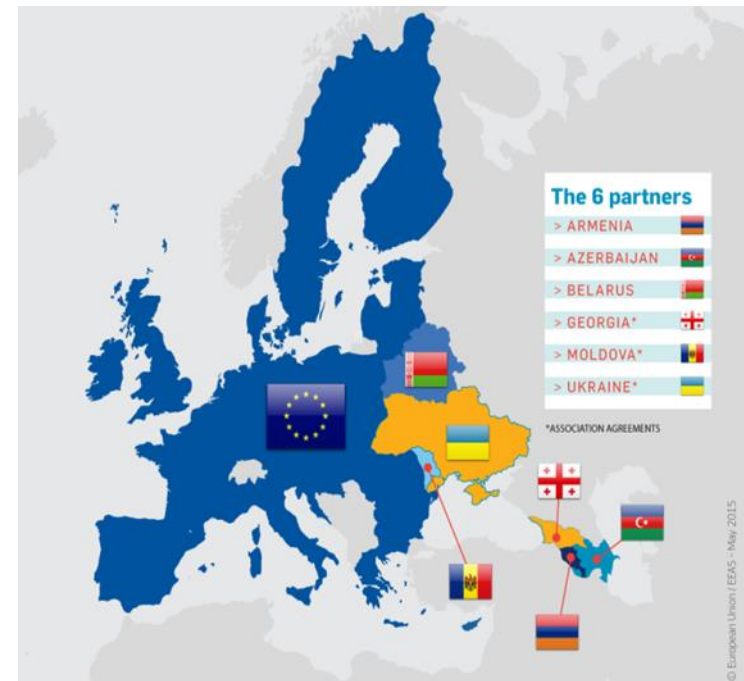 The 6 partners
> ARMENIA
> AZERBAIJAN
> BELARUS
> GEORGIA*
> MOLDOVA*
> UKRAINE*
*ASSOCIATION AGREEMENTS
© European Union / EEAS - May 2015